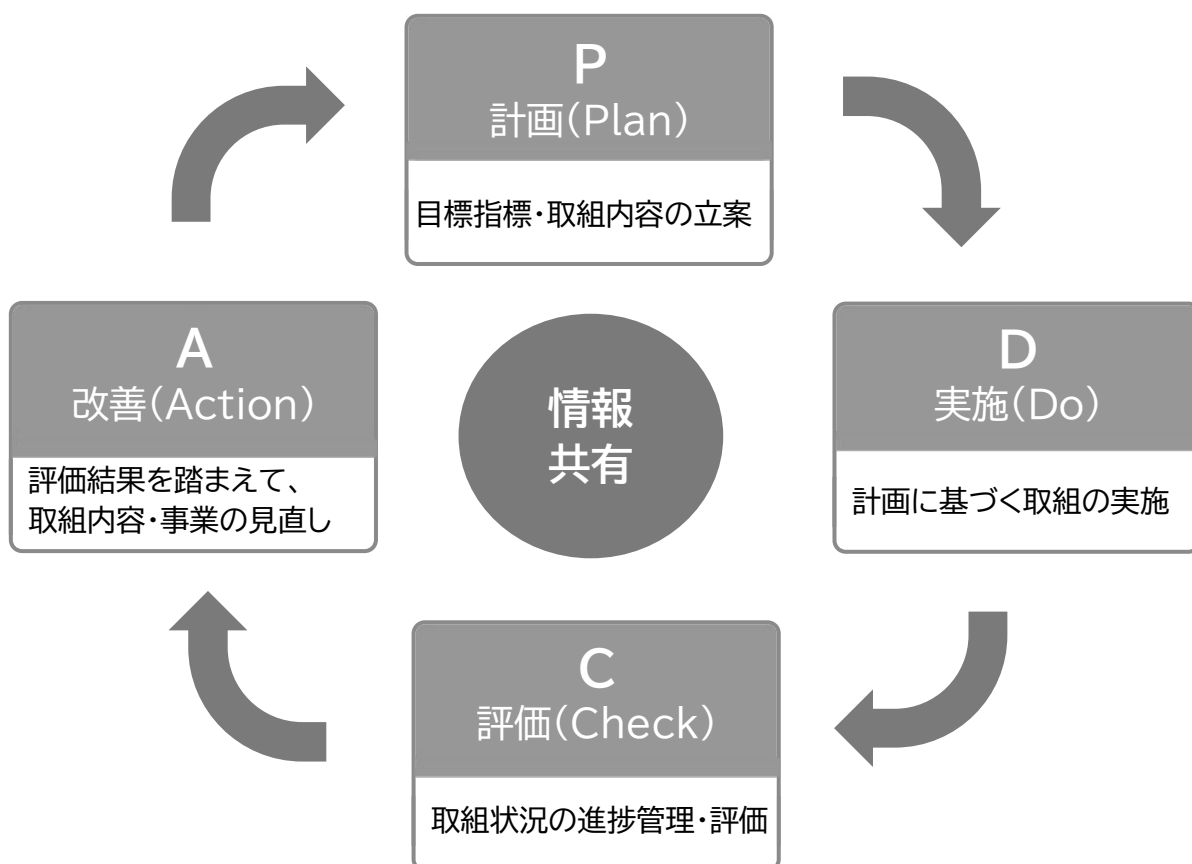 P
計画(Plan)
目標指標・取組内容の立案
A
改善(Action)
評価結果を踏まえて、
取組内容・事業の見直し
情報
共有
D
実施(Do)
計画に基づく取組の実施
C
評価(Check)
取組状況の進捗管理・評価